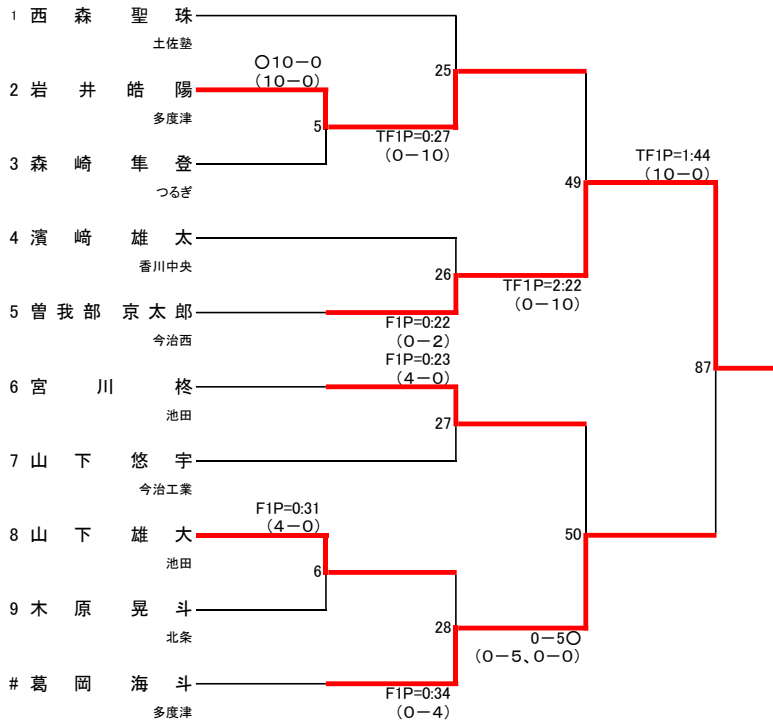 1 西森聖珠
土佐塾
○10－0
(10－0)
25
2 岩井皓陽
多度津
5
TF1P=0:27
(0－10)
TF1P=1:44
(10－0)
3 森崎隼登
つるぎ
49
4 濱﨑雄太
香川中央
26
TF1P=2:22
(0－10)
5 曽我部京太郎
今治西
F1P=0:22
(0－2)
F1P=0:23
(4－0)
87
6 宮川柊
池田
27
7 山下悠宇
今治工業
F1P=0:31
(4－0)
8 山下雄大
池田
50
6
9 木原晃斗
北条
28
0－5○
(0－5、0－0)
# 葛岡海斗
多度津
F1P=0:34
(0－4)